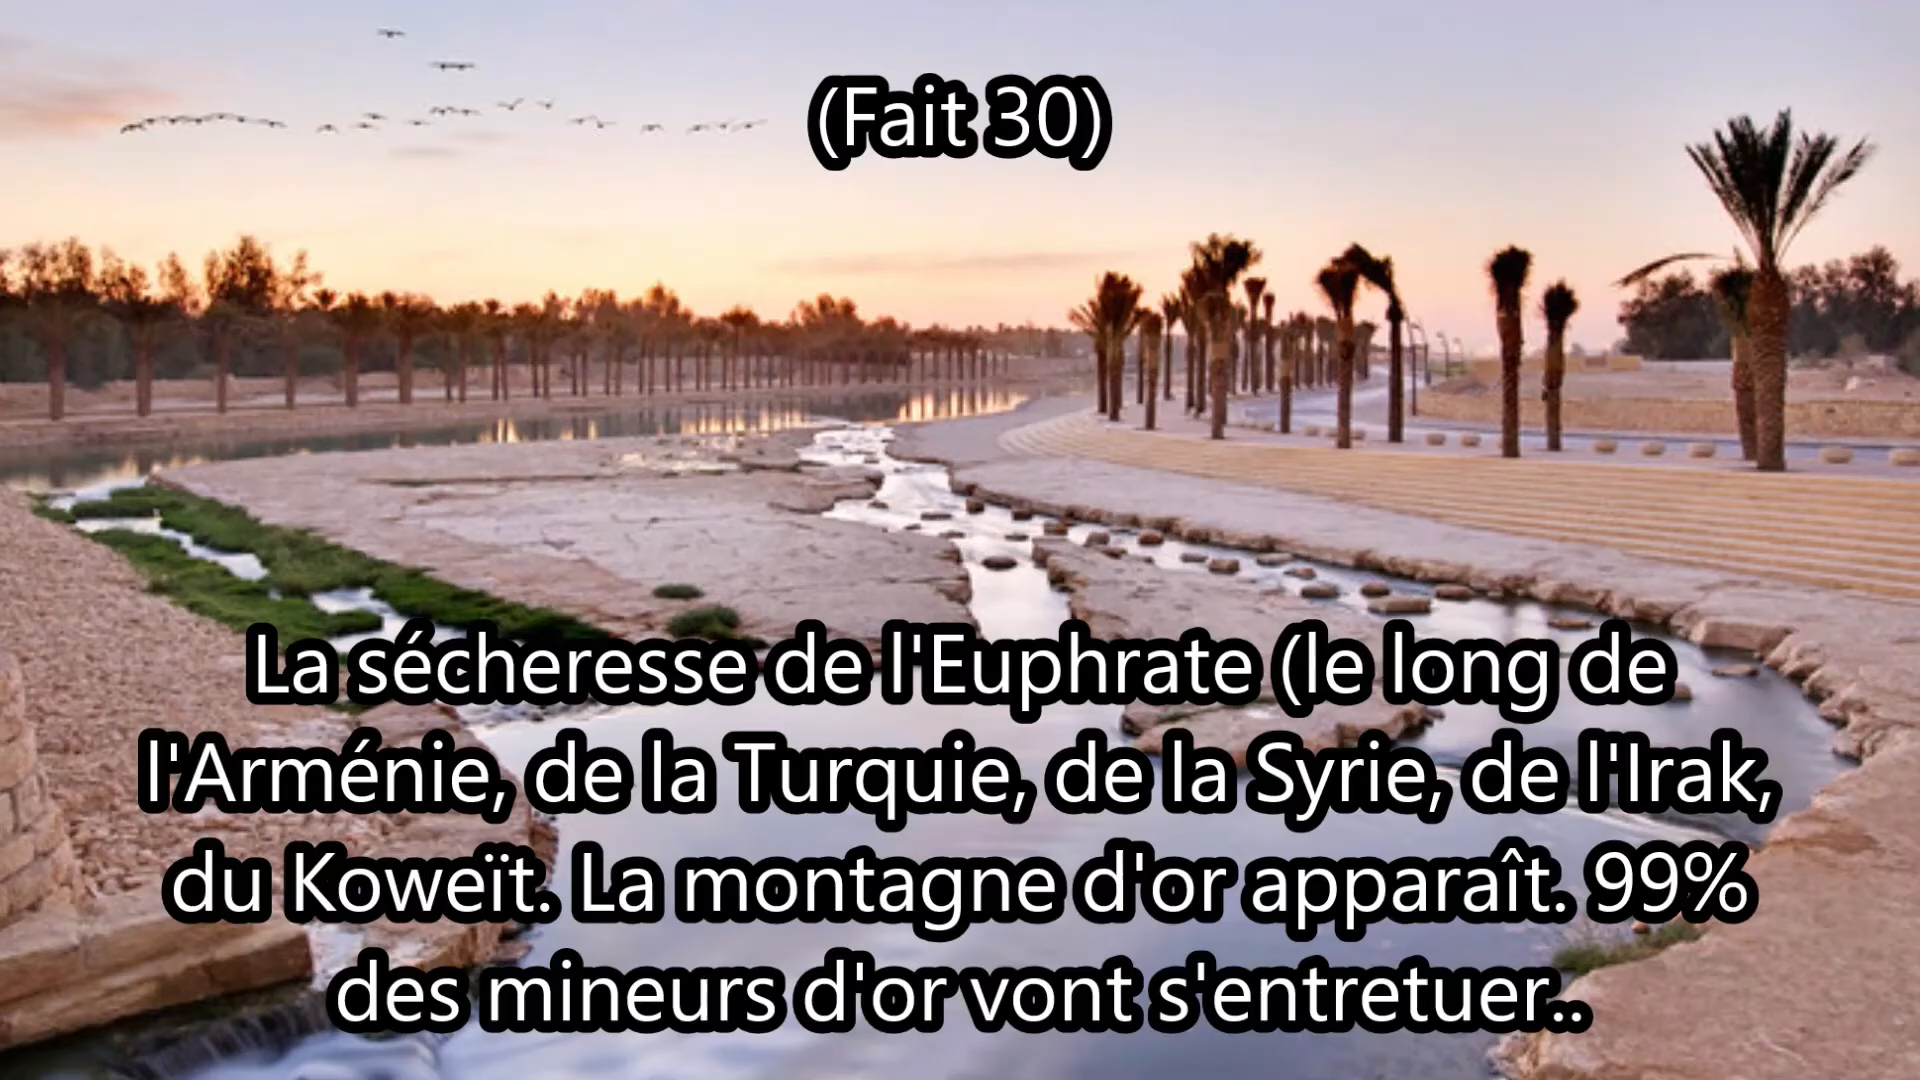 (Fait 30)
La sécheresse de l'Euphrate (le long de
l'Arménie, de la Turquie, de la Syrie, de l'Irak,
du Koweït. La montagne d'or apparaît. 99%
des mineurs d'or vont s'entretuer..